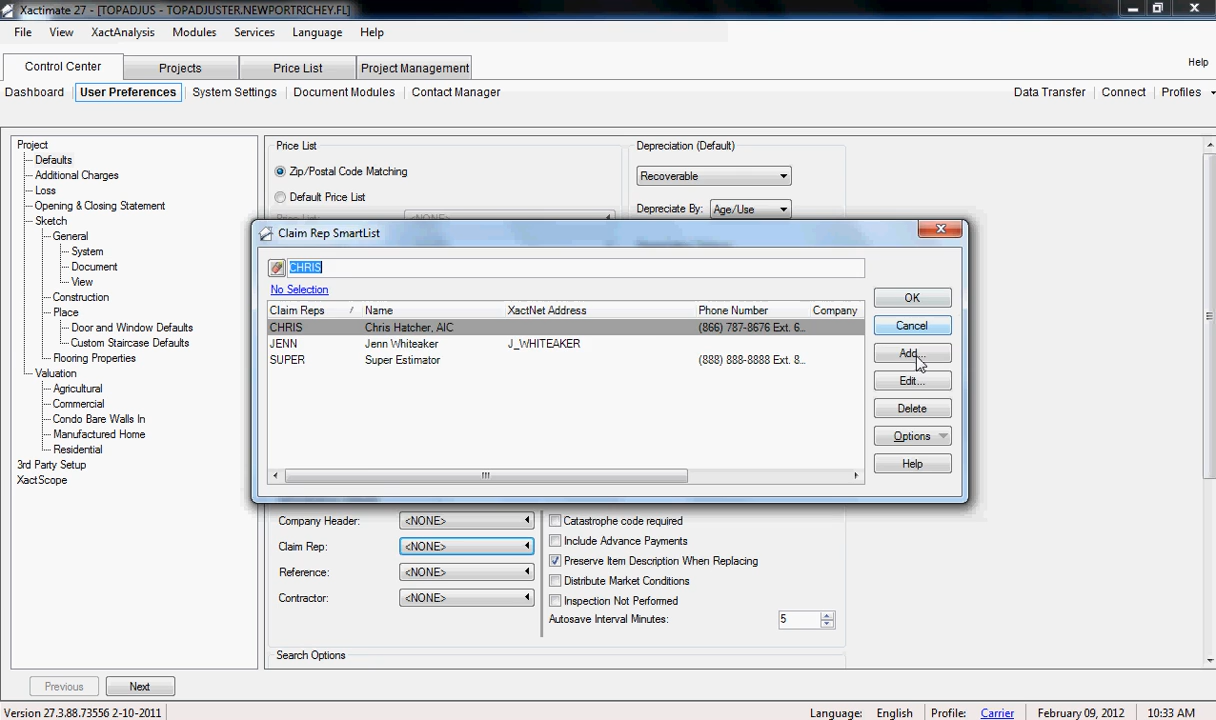 Xactimate 27 - [TOPADJUS - TOPADJUSTER.NEWPORTRICHEY.FL]
File View XactAnalysis Modules Services Language Help
Control Center Projects Price List Project Management Help
Dashboard User Preferences System Settings Document Modules Contact Manager Data Transfer Connect Profiles
Project
Defaults
Additional Charges
Loss
Opening & Closing Statement
Sketch
General
System
Document
View
Construction
Place
Door and Window Defaults
Custom Staircase Defaults
Flooring Properties
Valuation
Agricultural
Commercial
Condo Bare Walls In
Manufactured Home
Residential
3rd Party Setup
XactScope
Price List
Zip/Postal Code Matching
Default Price List
<NONE>
Depreciation (Default)
Recoverable
Depreciate By: Age/Use
Claim Rep SmartList
CHRIS
No Selection
Claim Reps / Name XactNet Address Phone Number Company
CHRIS Chris Hatcher, AIC (866) 787-8676 Ext. 6...
JENN Jenn Whiteaker J_WHITEAKER
SUPER Super Estimator (888) 888-8888 Ext. 8...
OK
Cancel
Add...
Edit...
Delete
Options
Help
Company Header: <NONE>
Claim Rep: <NONE>
Reference: <NONE>
Contractor: <NONE>
Catastrophe code required
Include Advance Payments
Preserve Item Description When Replacing
Distribute Market Conditions
Inspection Not Performed
Autosave Interval Minutes: 5
Search Options
Previous Next
Version 27.3.88.73556 2-10-2011 Language: English Profile: Carrier February 09, 2012 10:33 AM